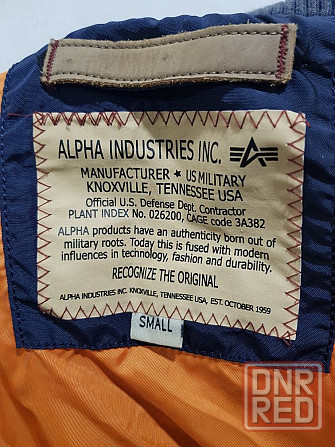 ALPHA INDUSTRIES INC.
MANUFACTURER ★ US MILITARY
KNOXVILLE, TENNESSEE USA
Official U.S. Defense Dept. Contractor
PLANT INDEX No. 026200, CAGE code 3A382
ALPHA products have an authenticity born out of
military roots. Today this is fused with modern
influences in technology, fashion and durability.
RECOGNIZE THE ORIGINAL
ALPHA INDUSTRIES INC. KNOXVILLE, TENNESSEE USA, EST. OCTOBER 1959
SMALL
DNR
RED